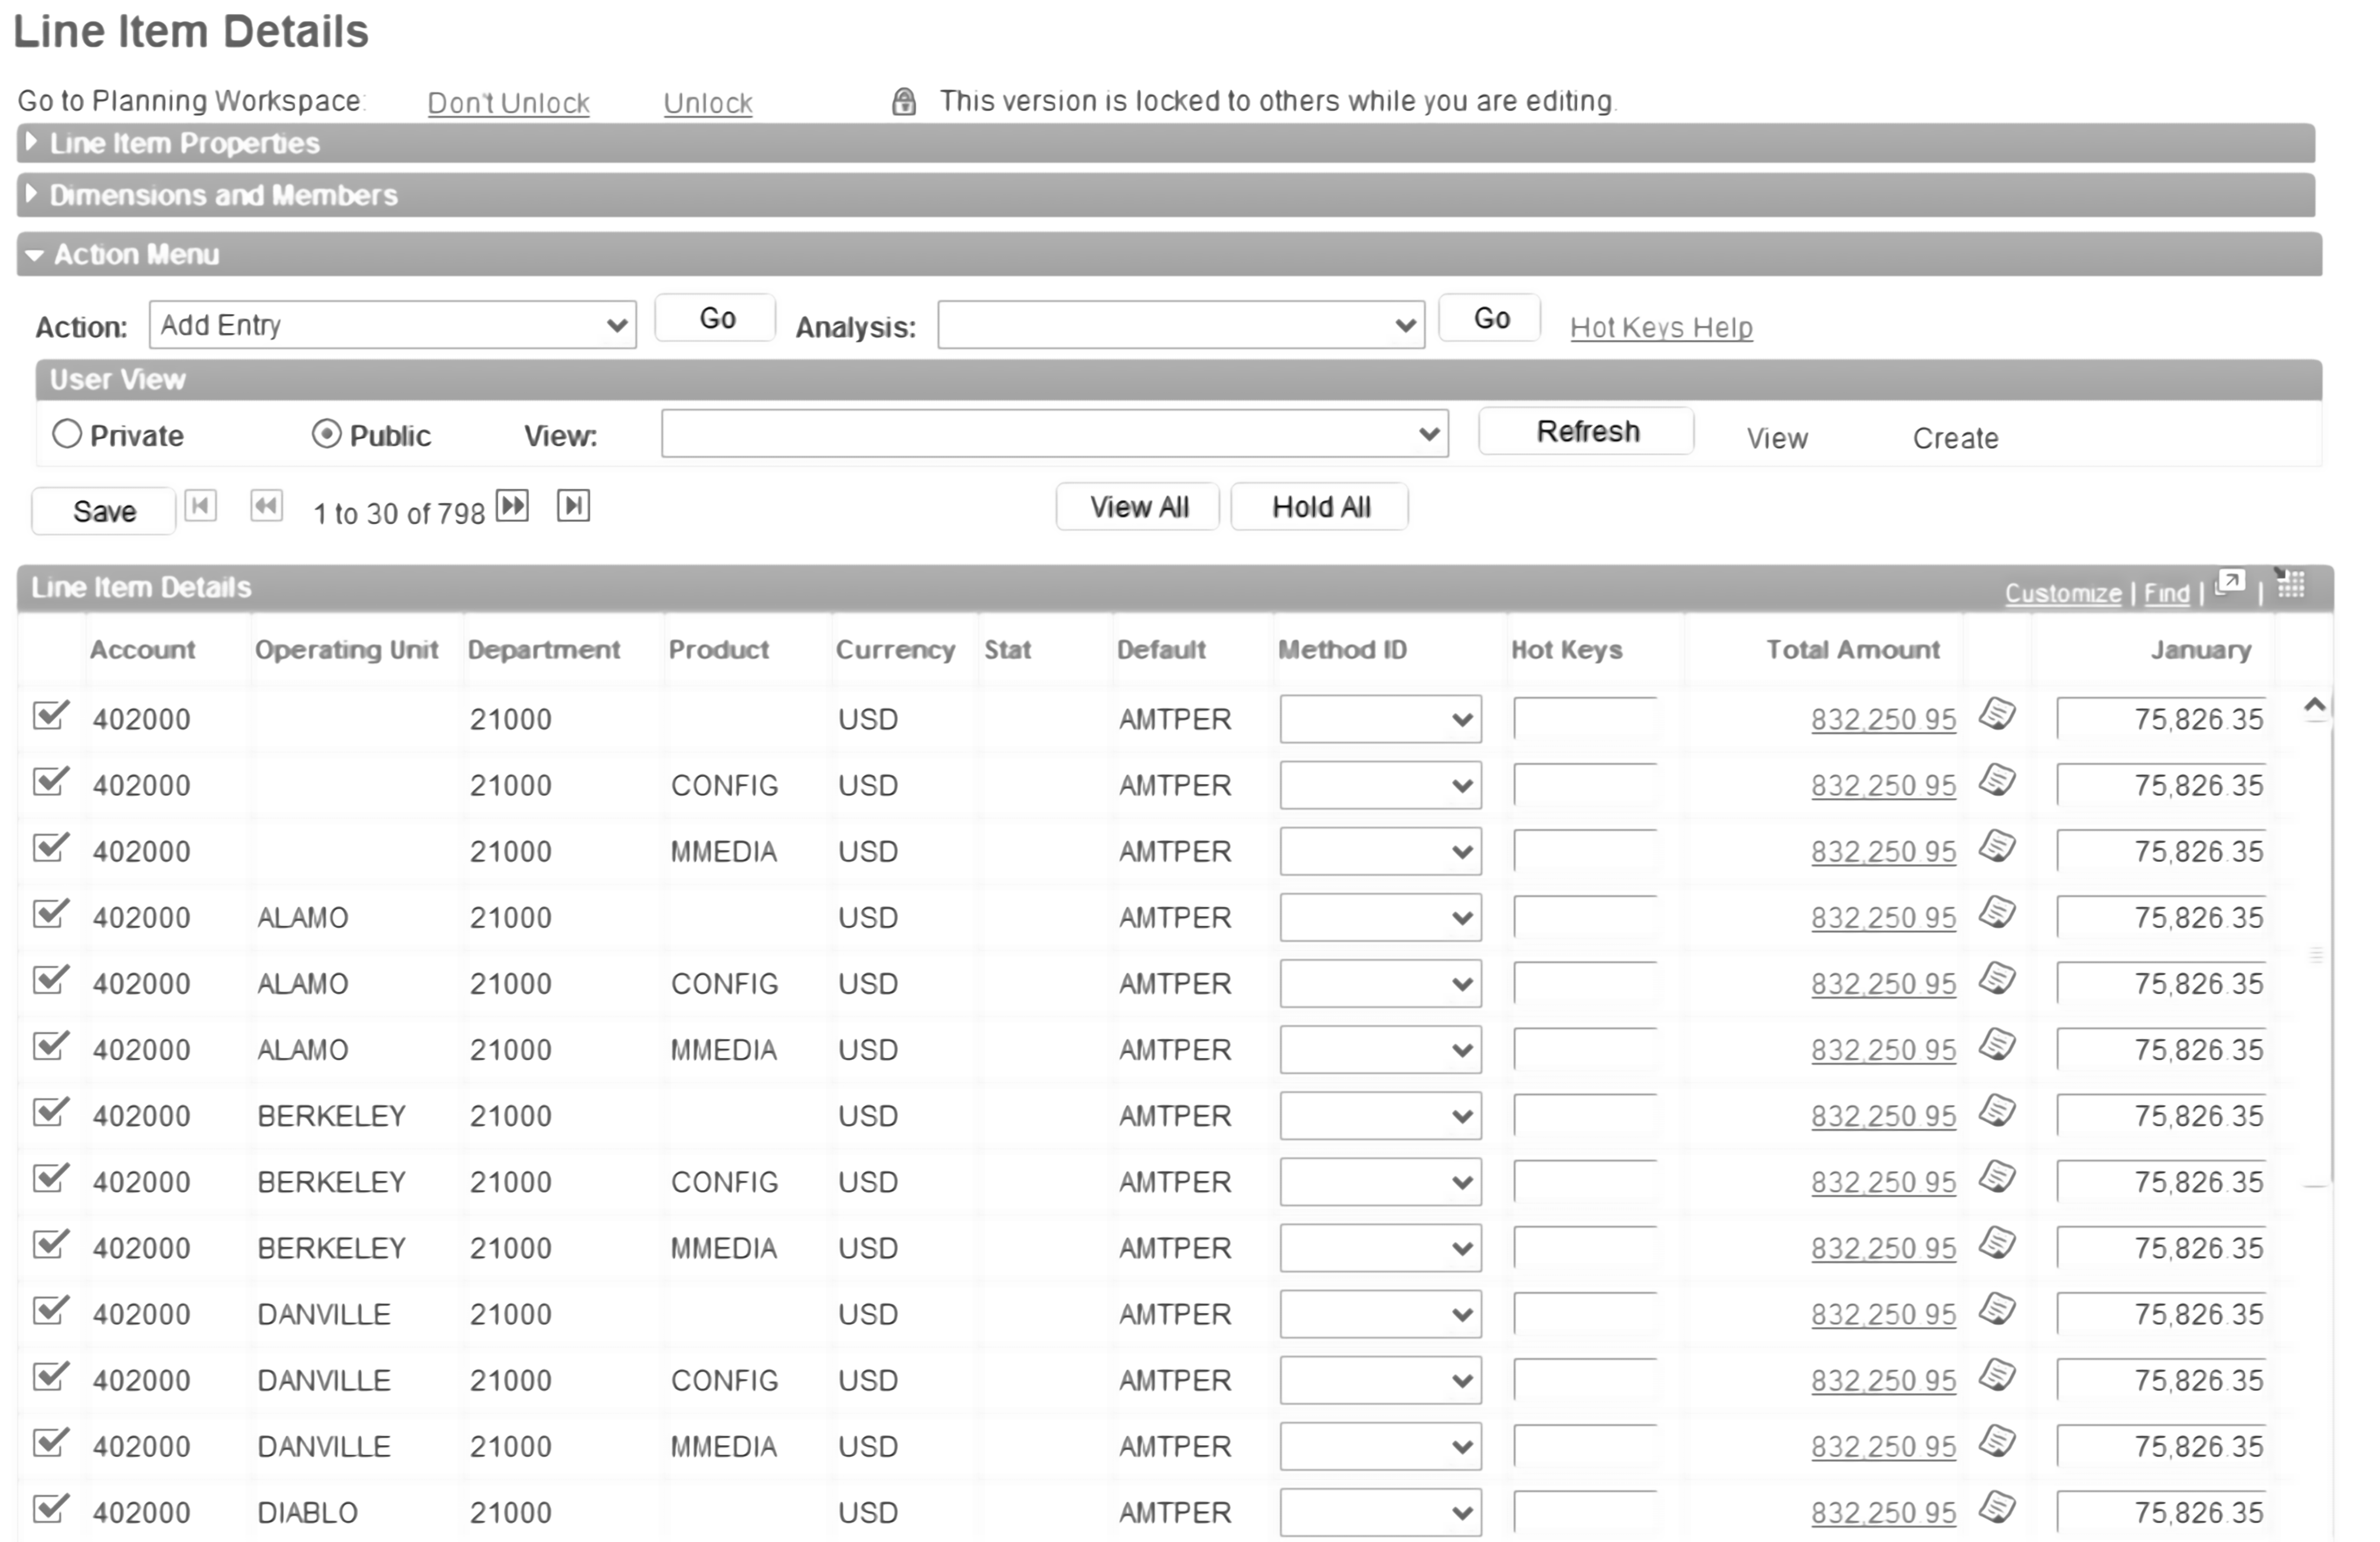 Line Item Details
Go to Planning Workspace: Don't Unlock Unlock This version is locked to others while you are editing.
Line Item Properties
Dimensions and Members
Action Menu
Action: Add Entry Go Analysis: Go Hot Keys Help
User View
Private Public View: Refresh View Create
Save 1 to 30 of 798 View All Hold All
Line Item Details Customize | Find | |
Account Operating Unit Department Product Currency Stat Default Method ID Hot Keys Total Amount January
402000 21000 USD AMTPER 832,250.95 75,826.35
402000 21000 CONFIG USD AMTPER 832,250.95 75,826.35
402000 21000 MMEDIA USD AMTPER 832,250.95 75,826.35
402000 ALAMO 21000 USD AMTPER 832,250.95 75,826.35
402000 ALAMO 21000 CONFIG USD AMTPER 832,250.95 75,826.35
402000 ALAMO 21000 MMEDIA USD AMTPER 832,250.95 75,826.35
402000 BERKELEY 21000 USD AMTPER 832,250.95 75,826.35
402000 BERKELEY 21000 CONFIG USD AMTPER 832,250.95 75,826.35
402000 BERKELEY 21000 MMEDIA USD AMTPER 832,250.95 75,826.35
402000 DANVILLE 21000 USD AMTPER 832,250.95 75,826.35
402000 DANVILLE 21000 CONFIG USD AMTPER 832,250.95 75,826.35
402000 DANVILLE 21000 MMEDIA USD AMTPER 832,250.95 75,826.35
402000 DIABLO 21000 USD AMTPER 832,250.95 75,826.35